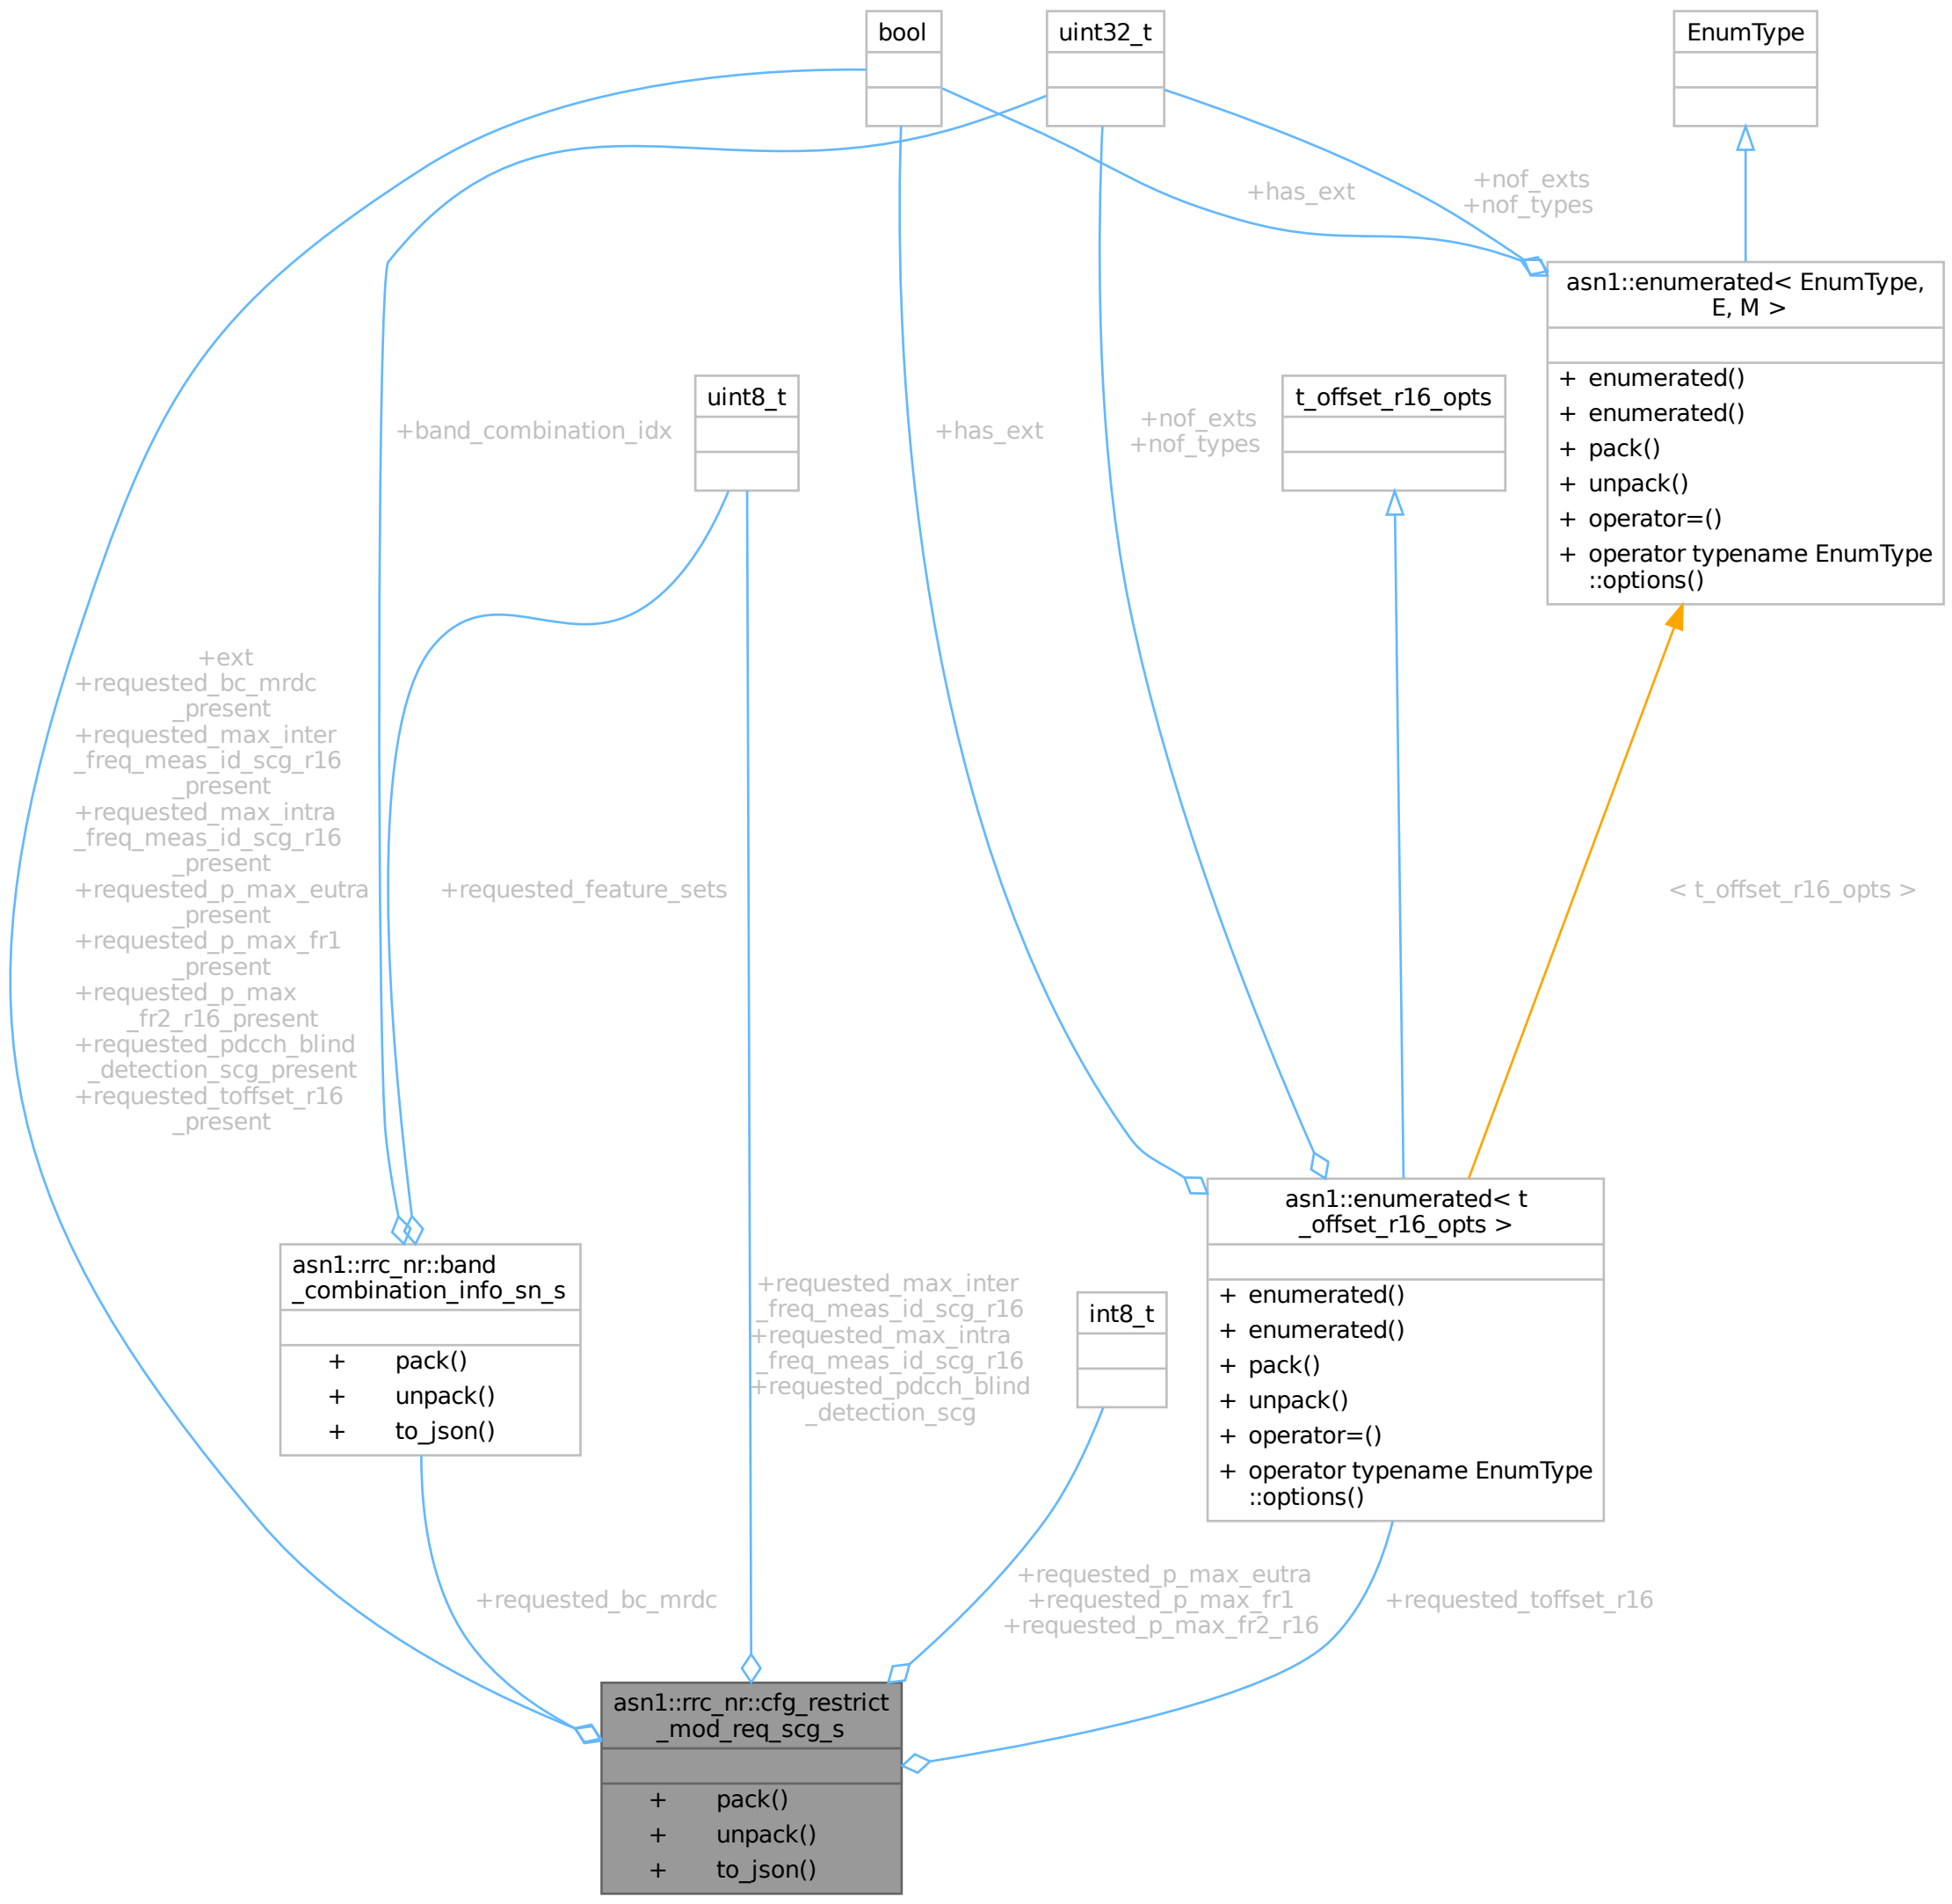 bool
uint32_t
EnumType
+has_ext
+nof_exts
+nof_types
asn1::enumerated< EnumType,
E, M >
+ enumerated()
+ enumerated()
+ pack()
+ unpack()
+ operator=()
+ operator typename EnumType
::options()
uint8_t
t_offset_r16_opts
+band_combination_idx
+has_ext
+nof_exts
+nof_types
+ext
+requested_bc_mrdc
_present
+requested_max_inter
_freq_meas_id_scg_r16
_present
+requested_max_intra
_freq_meas_id_scg_r16
_present
+requested_p_max_eutra
_present
+requested_p_max_fr1
_present
+requested_p_max
_fr2_r16_present
+requested_pdcch_blind
_detection_scg_present
+requested_toffset_r16
_present
+requested_feature_sets
< t_offset_r16_opts >
asn1::enumerated< t
_offset_r16_opts >
+ enumerated()
+ enumerated()
+ pack()
+ unpack()
+ operator=()
+ operator typename EnumType
::options()
asn1::rrc_nr::band
_combination_info_sn_s
+ pack()
+ unpack()
+ to_json()
+requested_max_inter
_freq_meas_id_scg_r16
+requested_max_intra
_freq_meas_id_scg_r16
+requested_pdcch_blind
_detection_scg
int8_t
+requested_bc_mrdc
+requested_p_max_eutra
+requested_p_max_fr1
+requested_p_max_fr2_r16
+requested_toffset_r16
asn1::rrc_nr::cfg_restrict
_mod_req_scg_s
+ pack()
+ unpack()
+ to_json()